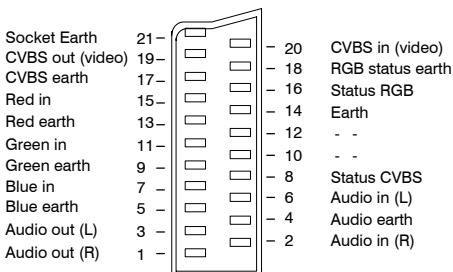 Socket Earth 21 –
CVBS out (video) 19 –
CVBS earth 17 –
Red in 15 –
Red earth 13 –
Green in 11 –
Green earth 9 –
Blue in 7 –
Blue earth 5 –
Audio out (L) 3 –
Audio out (R) 1 –
– 20 CVBS in (video)
– 18 RGB status earth
– 16 Status RGB
– 14 Earth
– 12 - -
– 10 - -
– 8 Status CVBS
– 6 Audio in (L)
– 4 Audio earth
– 2 Audio in (R)